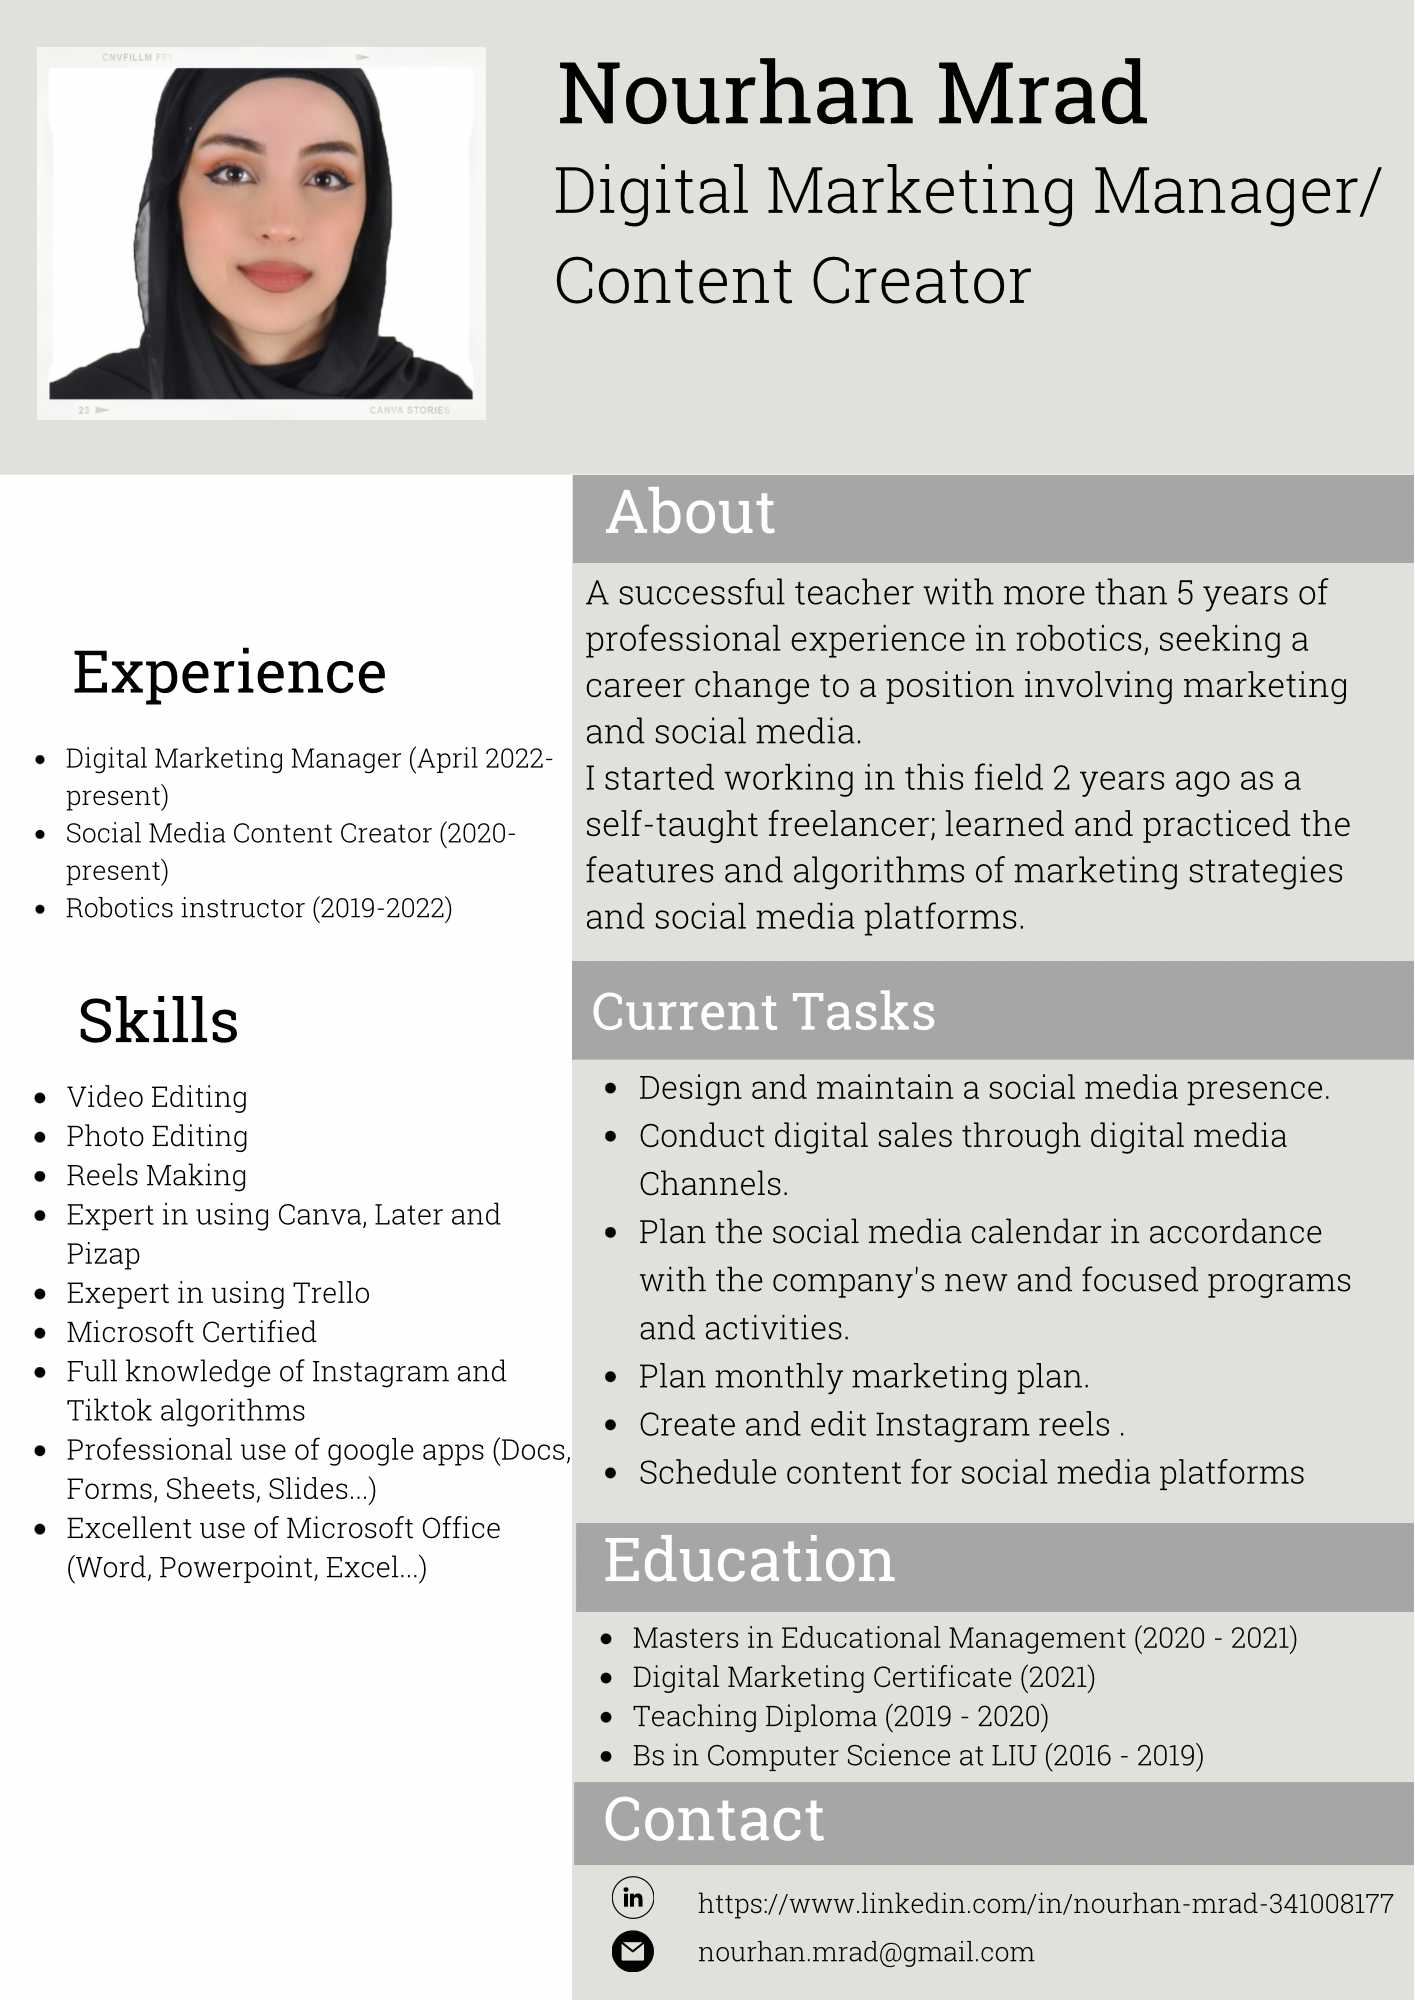 CNVFILLM FF1
23
CANVA STORIES
Nourhan Mrad
Digital Marketing Manager/
Content Creator
Experience
• Digital Marketing Manager (April 2022-
present)
• Social Media Content Creator (2020-
present)
• Robotics instructor (2019-2022)
Skills
• Video Editing
• Photo Editing
• Reels Making
• Expert in using Canva, Later and
Pizap
• Exepert in using Trello
• Microsoft Certified
• Full knowledge of Instagram and
Tiktok algorithms
• Professional use of google apps (Docs,
Forms, Sheets, Slides...)
• Excellent use of Microsoft Office
(Word, Powerpoint, Excel...)
About
A successful teacher with more than 5 years of
professional experience in robotics, seeking a
career change to a position involving marketing
and social media.
I started working in this field 2 years ago as a
self-taught freelancer; learned and practiced the
features and algorithms of marketing strategies
and social media platforms.
Current Tasks
• Design and maintain a social media presence.
• Conduct digital sales through digital media
Channels.
• Plan the social media calendar in accordance
with the company's new and focused programs
and activities.
• Plan monthly marketing plan.
• Create and edit Instagram reels .
• Schedule content for social media platforms
Education
• Masters in Educational Management (2020 - 2021)
• Digital Marketing Certificate (2021)
• Teaching Diploma (2019 - 2020)
• Bs in Computer Science at LIU (2016 - 2019)
Contact
in https://www.linkedin.com/in/nourhan-mrad-341008177
nourhan.mrad@gmail.com